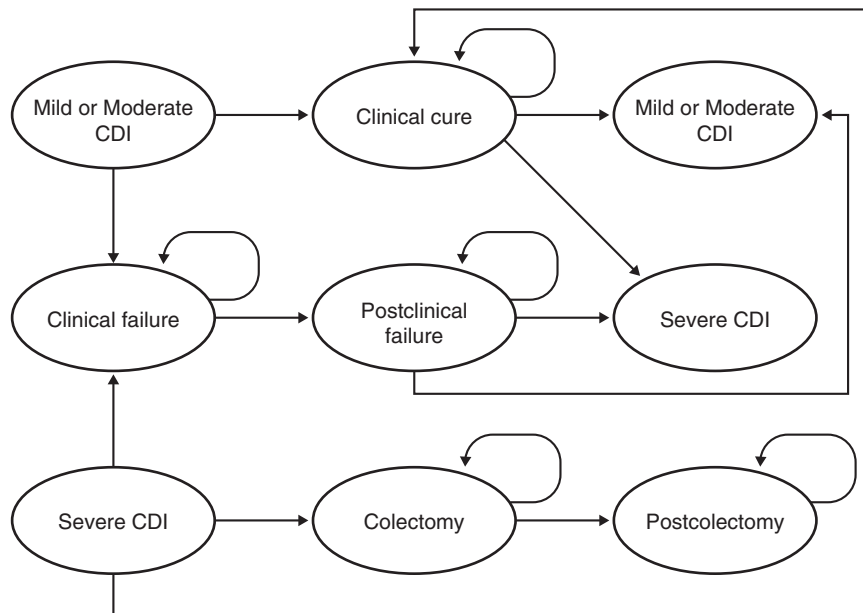 Mild or Moderate
CDI
Clinical cure
Mild or Moderate
CDI
Clinical failure
Postclinical
failure
Severe CDI
Severe CDI
Colectomy
Postcolectomy